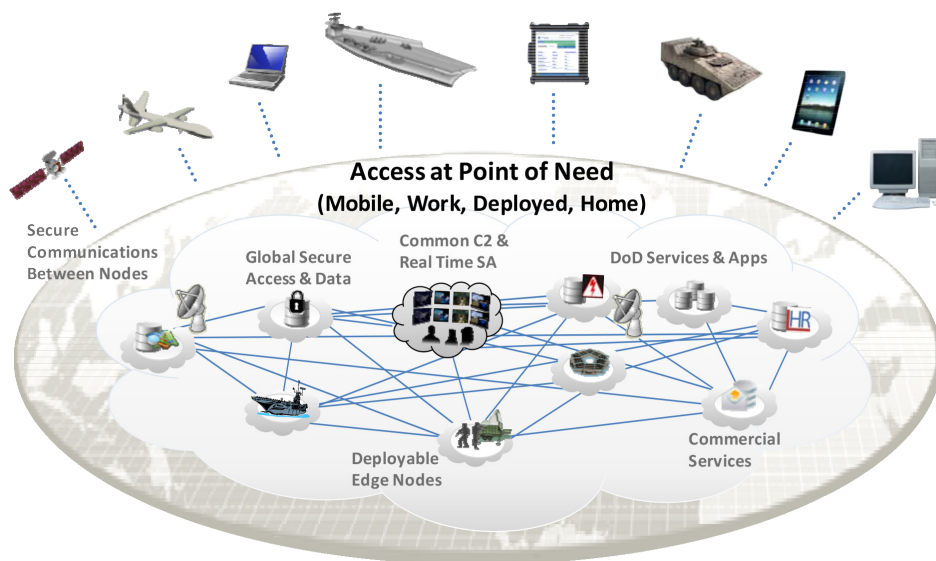 Access at Point of Need
(Mobile, Work, Deployed, Home)
Secure
Communications
Between Nodes
Global Secure
Access & Data
Common C2 &
Real Time SA
DoD Services & Apps
HR
Deployable
Edge Nodes
Commercial
Services